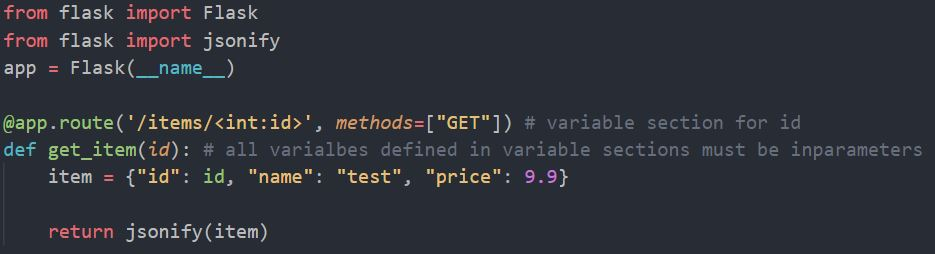 from flask import Flask
from flask import jsonify
app = Flask(__name__)
@app.route('/items/<int:id>', methods=["GET"]) # variable section for id
def get_item(id): # all varialbes defined in variable sections must be inparameters
    item = {"id": id, "name": "test", "price": 9.9}
    return jsonify(item)